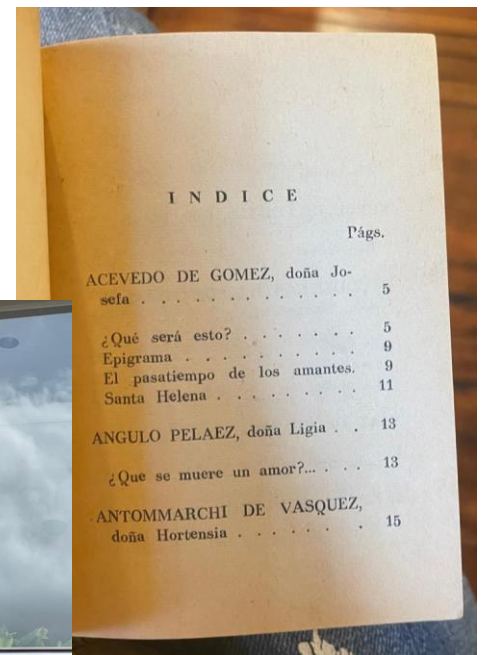 INDICE
Págs.
ACEVEDO DE GOMEZ, doña Jo-
sefa . . . . . . . . . . 5
¿Qué será esto? . . . . . . . 5
Epigrama . . . . . . . . . . 9
El pasatiempo de los amantes. 9
Santa Helena . . . . . . . . . 11
ANGULO PELAEZ, doña Ligia . . 13
¿Que se muere un amor?... . . . 13
ANTOMMARCHI DE VASQUEZ,
doña Hortensia . . . . . . . 15